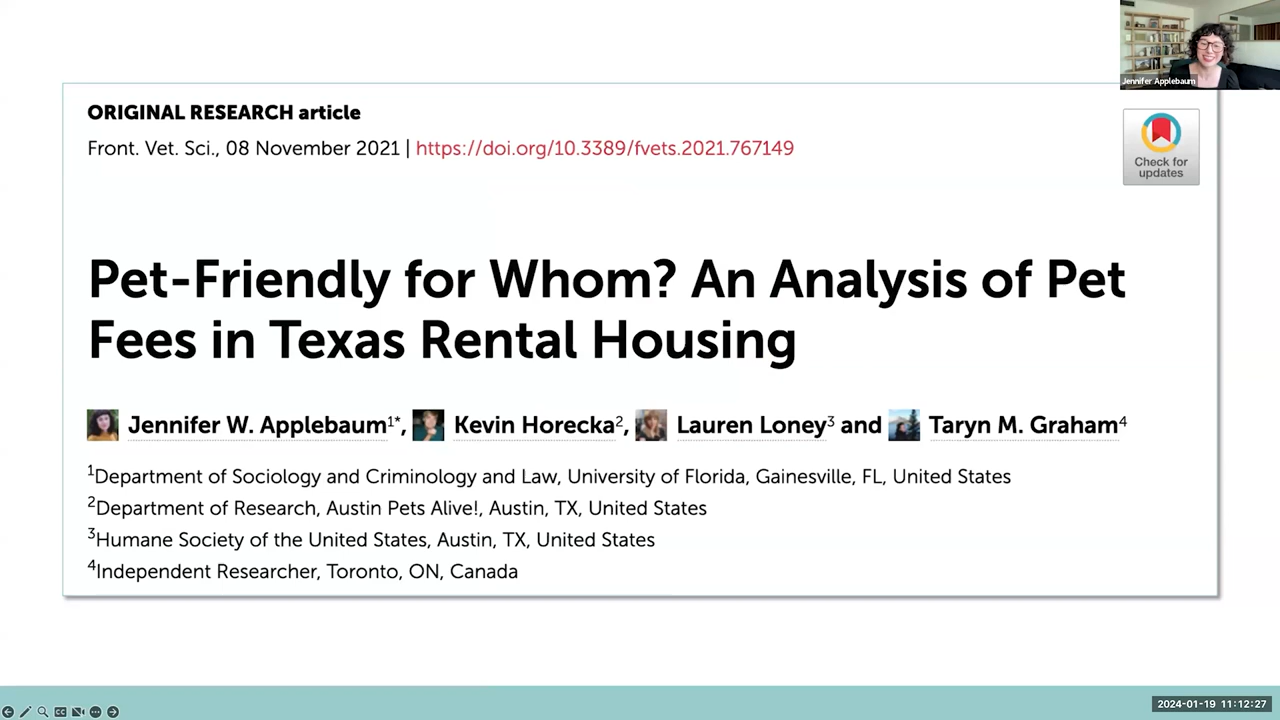 Jennifer Applebaum
ORIGINAL RESEARCH article
Front. Vet. Sci., 08 November 2021 | https://doi.org/10.3389/fvets.2021.767149
Check for
updates
Pet-Friendly for Whom? An Analysis of Pet
Fees in Texas Rental Housing
Jennifer W. Applebaum1*, Kevin Horecka2, Lauren Loney3 and Taryn M. Graham4
1Department of Sociology and Criminology and Law, University of Florida, Gainesville, FL, United States
2Department of Research, Austin Pets Alive!, Austin, TX, United States
3Humane Society of the United States, Austin, TX, United States
4Independent Researcher, Toronto, ON, Canada
CC
2024-01-19 11:12:27